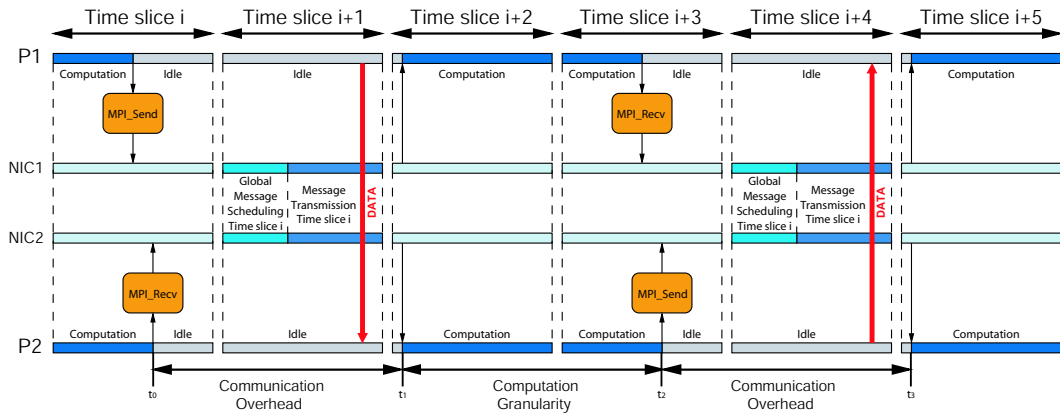 Time slice i
Time slice i+1
Time slice i+2
Time slice i+3
Time slice i+4
Time slice i+5
P1
Computation
Idle
Idle
Computation
Computation
Idle
Idle
Computation
MPI_Send
MPI_Recv
NIC1
Global
Message
Scheduling
Time slice i
Message
Transmission
Time slice i
DATA
Global
Message
Scheduling
Time slice i
Message
Transmission
Time slice i
DATA
NIC2
MPI_Recv
MPI_Send
Computation
Idle
Idle
Computation
Computation
Idle
Idle
Computation
P2
t0
Communication
Overhead
t1
Computation
Granularity
t2
Communication
Overhead
t3